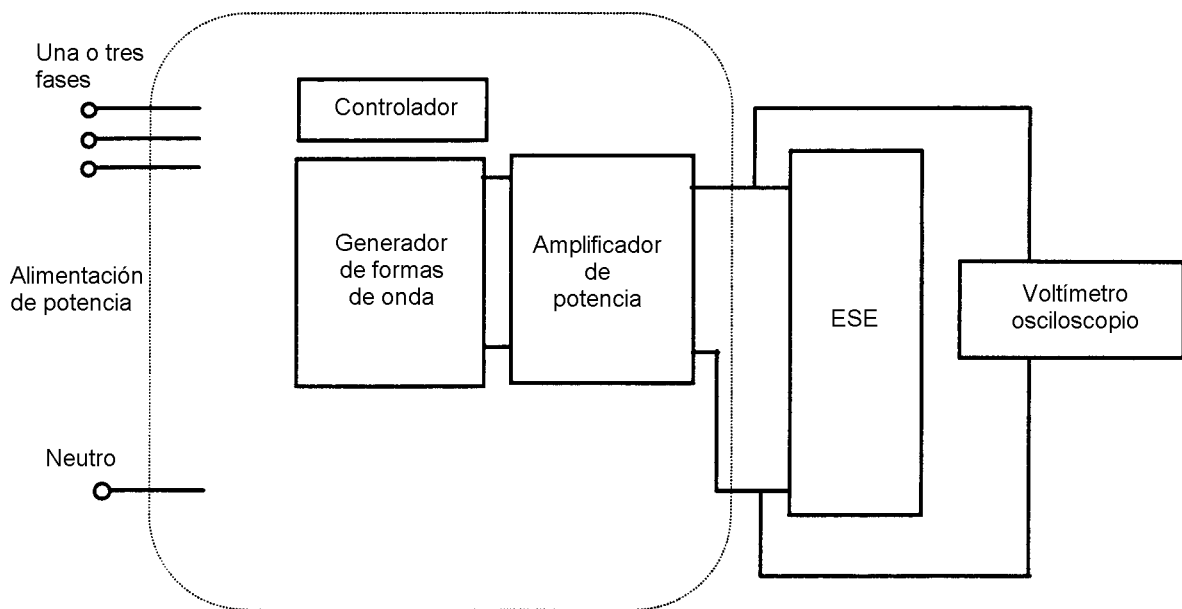 Una o tres
fases
Controlador
Generador
de formas
de onda
Amplificador
de
potencia
Alimentación
de potencia
ESE
Voltímetro
osciloscopio
Neutro